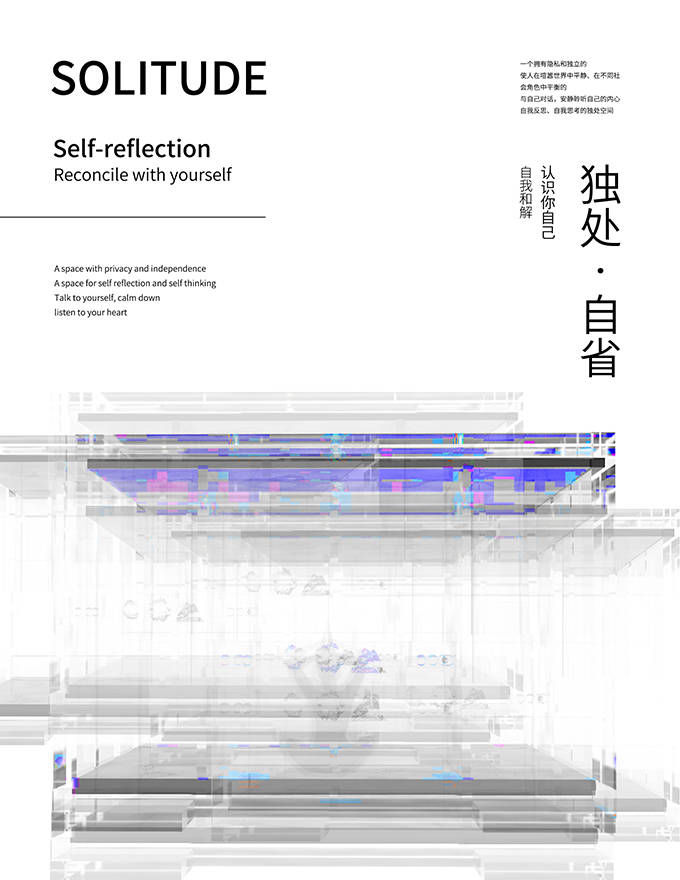 SOLITUDE
Self-reflection
Reconcile with yourself
A space with privacy and independence
A space for self reflection and self thinking
Talk to yourself, calm down
listen to your heart
一个拥有隐私和独立的
使人在喧嚣世界中平静、在不同社
会角色中平衡的
与自己对话，安静聆听自己的内心
自我反思、自我思考的独处空间
独处·自省
认识你自己
自我和解